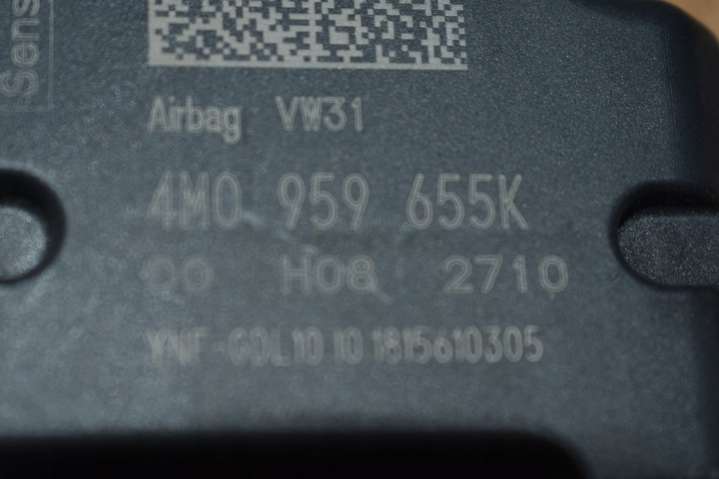 Sens
Airbag VW31
4M0 959 655K
00 H08 2710
YNF-GDL10 10 1815610305